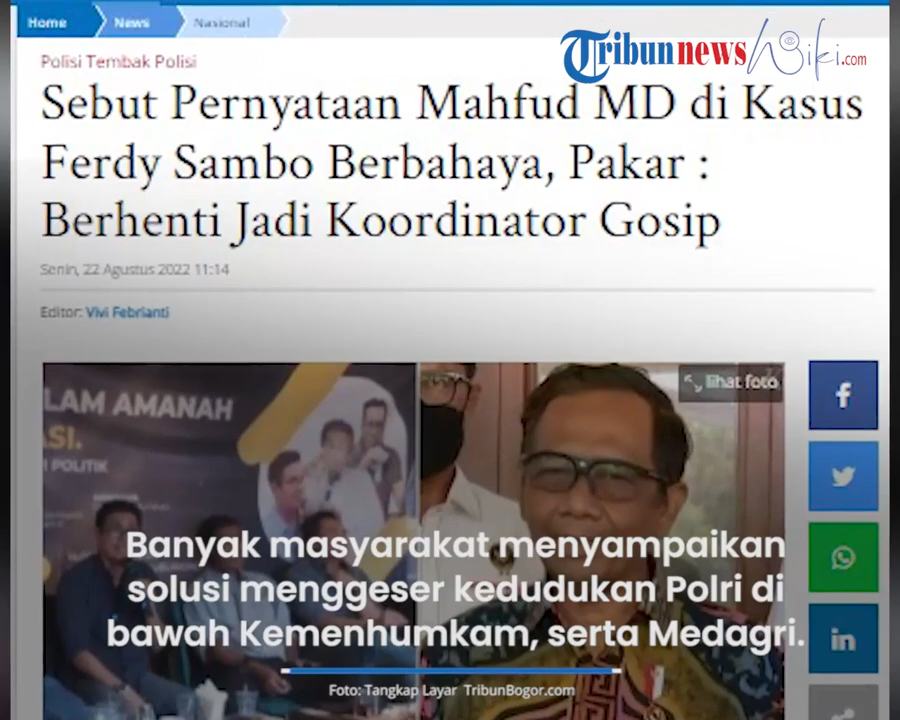 Home News Nasional
Tribunnews Wiki.com
Polisi Tembak Polisi
Sebut Pernyataan Mahfud MD di Kasus
Ferdy Sambo Berbahaya, Pakar :
Berhenti Jadi Koordinator Gosip
Senin, 22 Agustus 2022 11:14
Editor: Vivi Febrianti
lihat foto
LAM AMANAH
ASI.
POLITIK
Banyak masyarakat menyampaikan
solusi menggeser kedudukan Polri di
bawah Kemenhumkam, serta Medagri.
Foto: Tangkap Layar TribunBogor.com